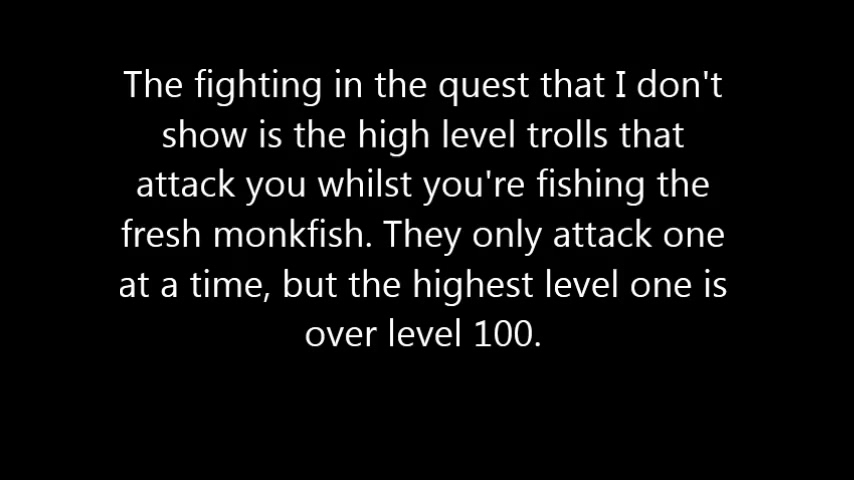 The fighting in the quest that I don't
show is the high level trolls that
attack you whilst you're fishing the
fresh monkfish. They only attack one
at a time, but the highest level one is
over level 100.